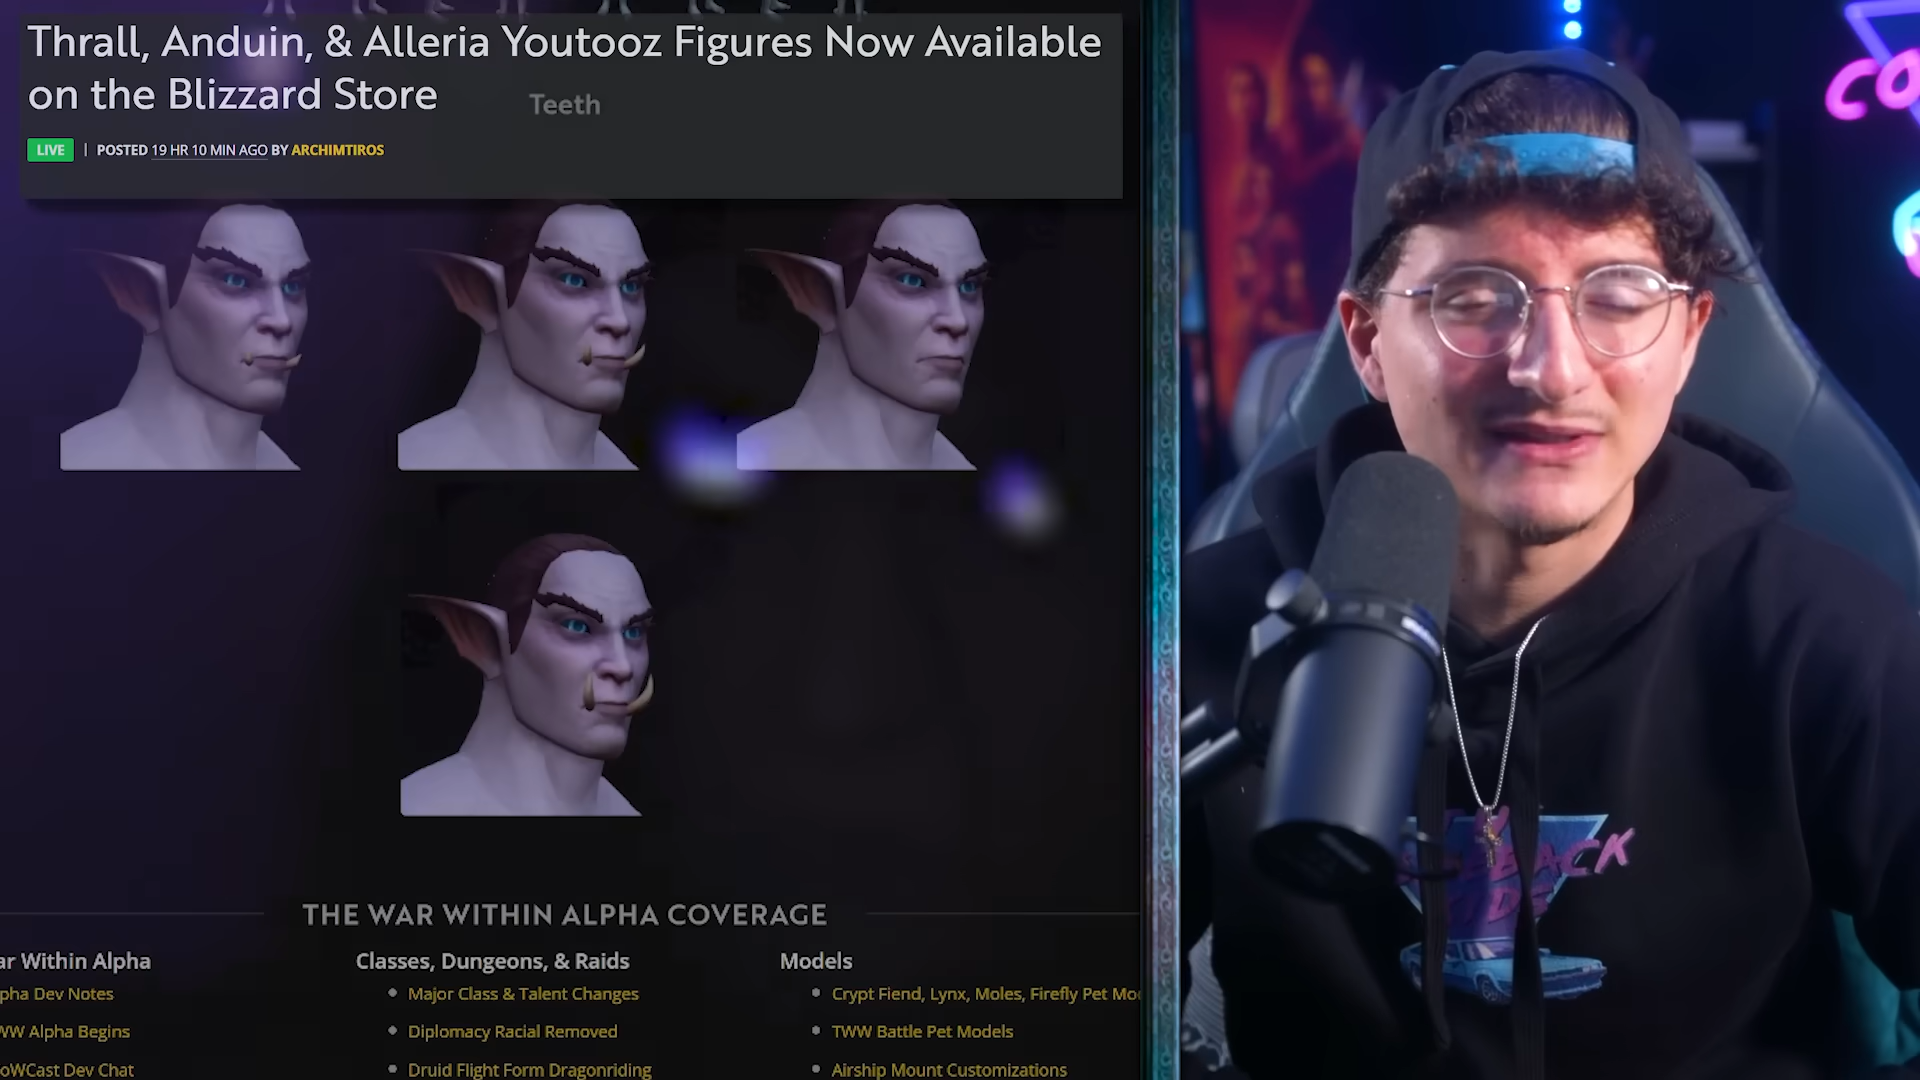 Thrall, Anduin, & Alleria Youtooz Figures Now Available
on the Blizzard Store
Teeth
LIVE | POSTED 19 HR 10 MIN AGO BY ARCHIMTIROS
THE WAR WITHIN ALPHA COVERAGE
ar Within Alpha
pha Dev Notes
WW Alpha Begins
oWCast Dev Chat
Classes, Dungeons, & Raids
Major Class & Talent Changes
Diplomacy Racial Removed
Druid Flight Form Dragonriding
Models
Crypt Fiend, Lynx, Moles, Firefly Pet Mo
TWW Battle Pet Models
Airship Mount Customizations
CO